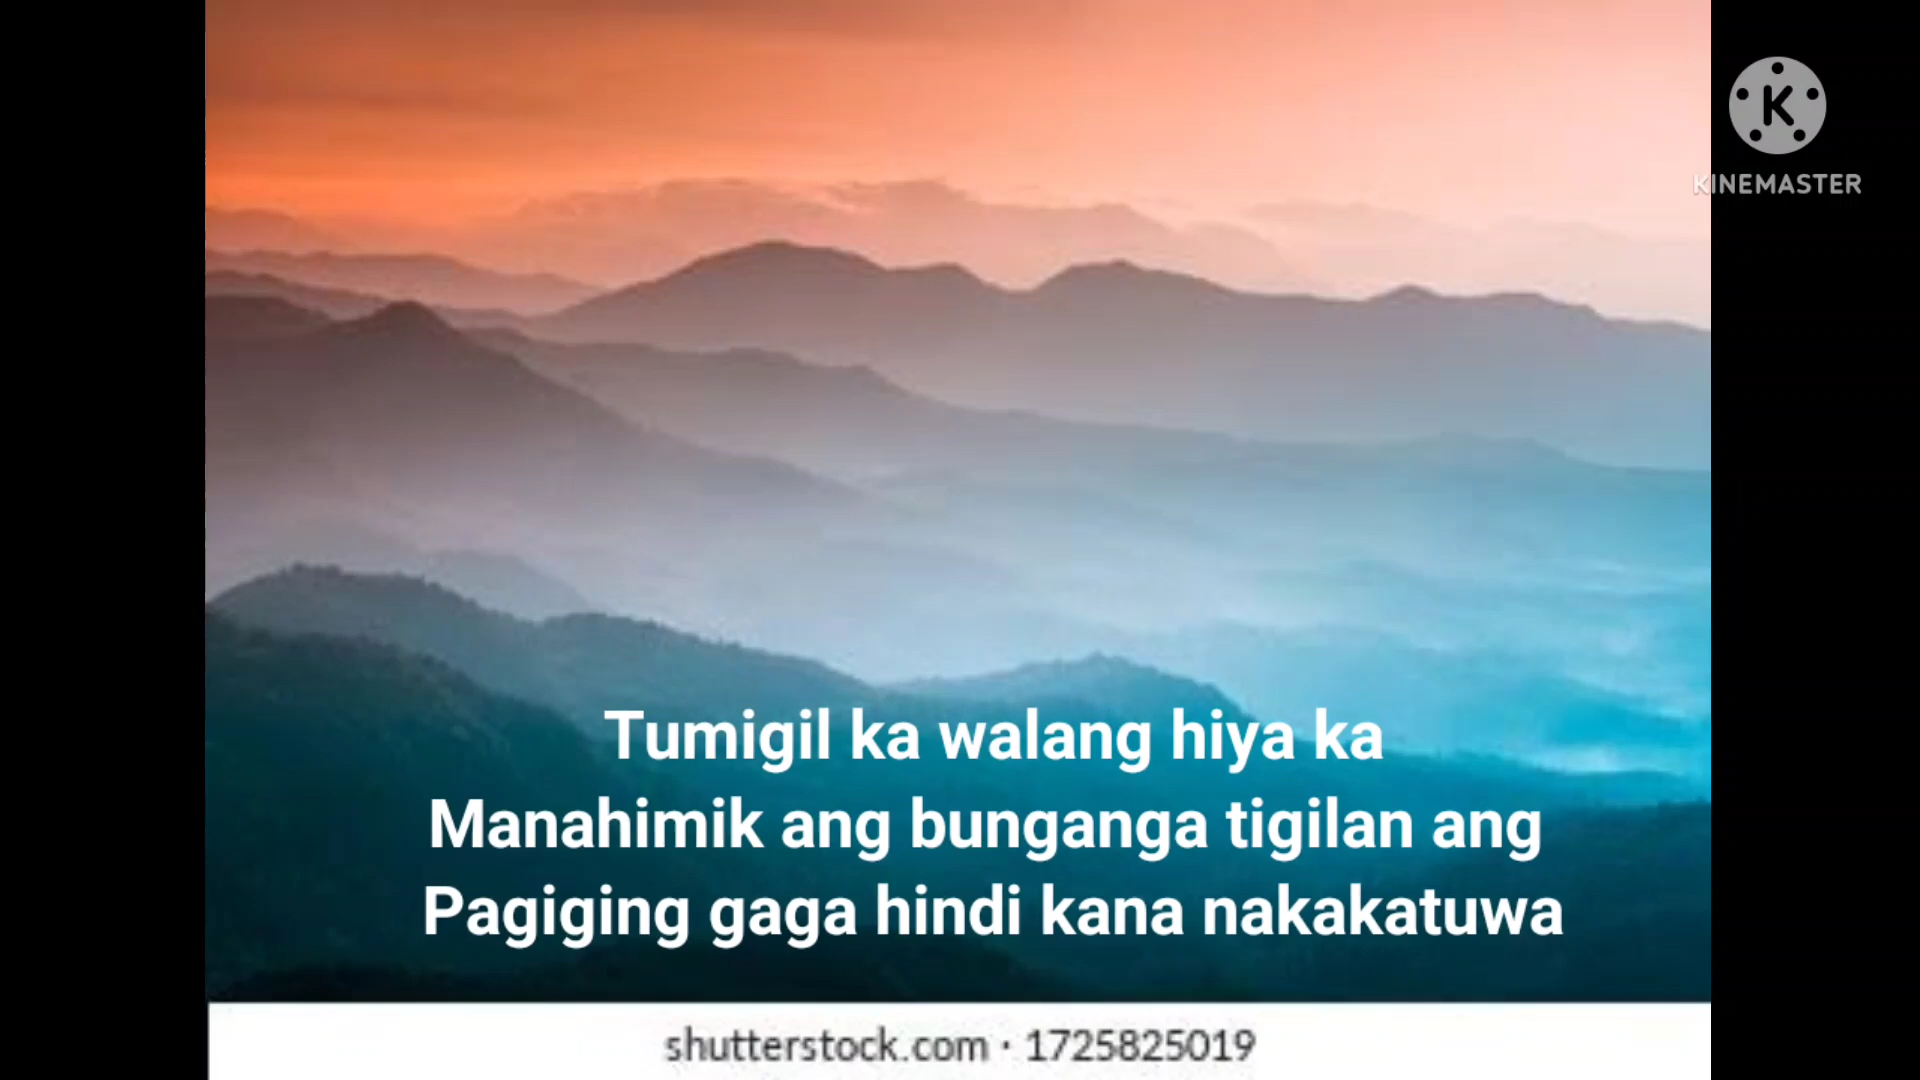 KINEMASTER
Tumigil ka walang hiya ka
Manahimik ang bunganga tigilan ang
Pagiging gaga hindi kana nakakatuwa
shutterstock.com · 1725825019